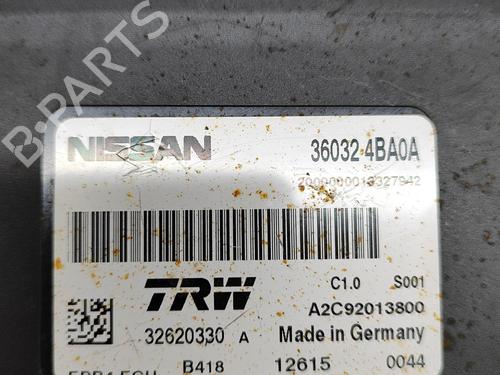 B-PARTS
NISSAN 36032 4BA0A
C1.0 S001
TRW A2C92013800
32620330 A Made in Germany
B418 12615 0044